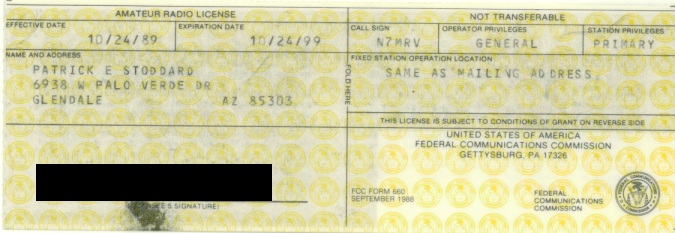 AMATEUR RADIO LICENSE
NOT TRANSFERABLE
EFFECTIVE DATE
10/24/89
EXPIRATION DATE
10/24/99
CALL SIGN
N7MRV
OPERATOR PRIVILEGES
GENERAL
STATION PRIVILEGES
PRIMARY
NAME AND ADDRESS
PATRICK E STODDARD
6938 W PALO VERDE DR
GLENDALE AZ 85303
FOLD HERE
FIXED STATION OPERATION LOCATION
SAME AS MAILING ADDRESS
THIS LICENSE IS SUBJECT TO CONDITIONS OF GRANT ON REVERSE SIDE
UNITED STATES OF AMERICA
FEDERAL COMMUNICATIONS COMMISSION
GETTYSBURG, PA 17326
SIGNATURE)
FCC FORM 660
SEPTEMBER 1988
FEDERAL
COMMUNICATIONS
COMMISSION